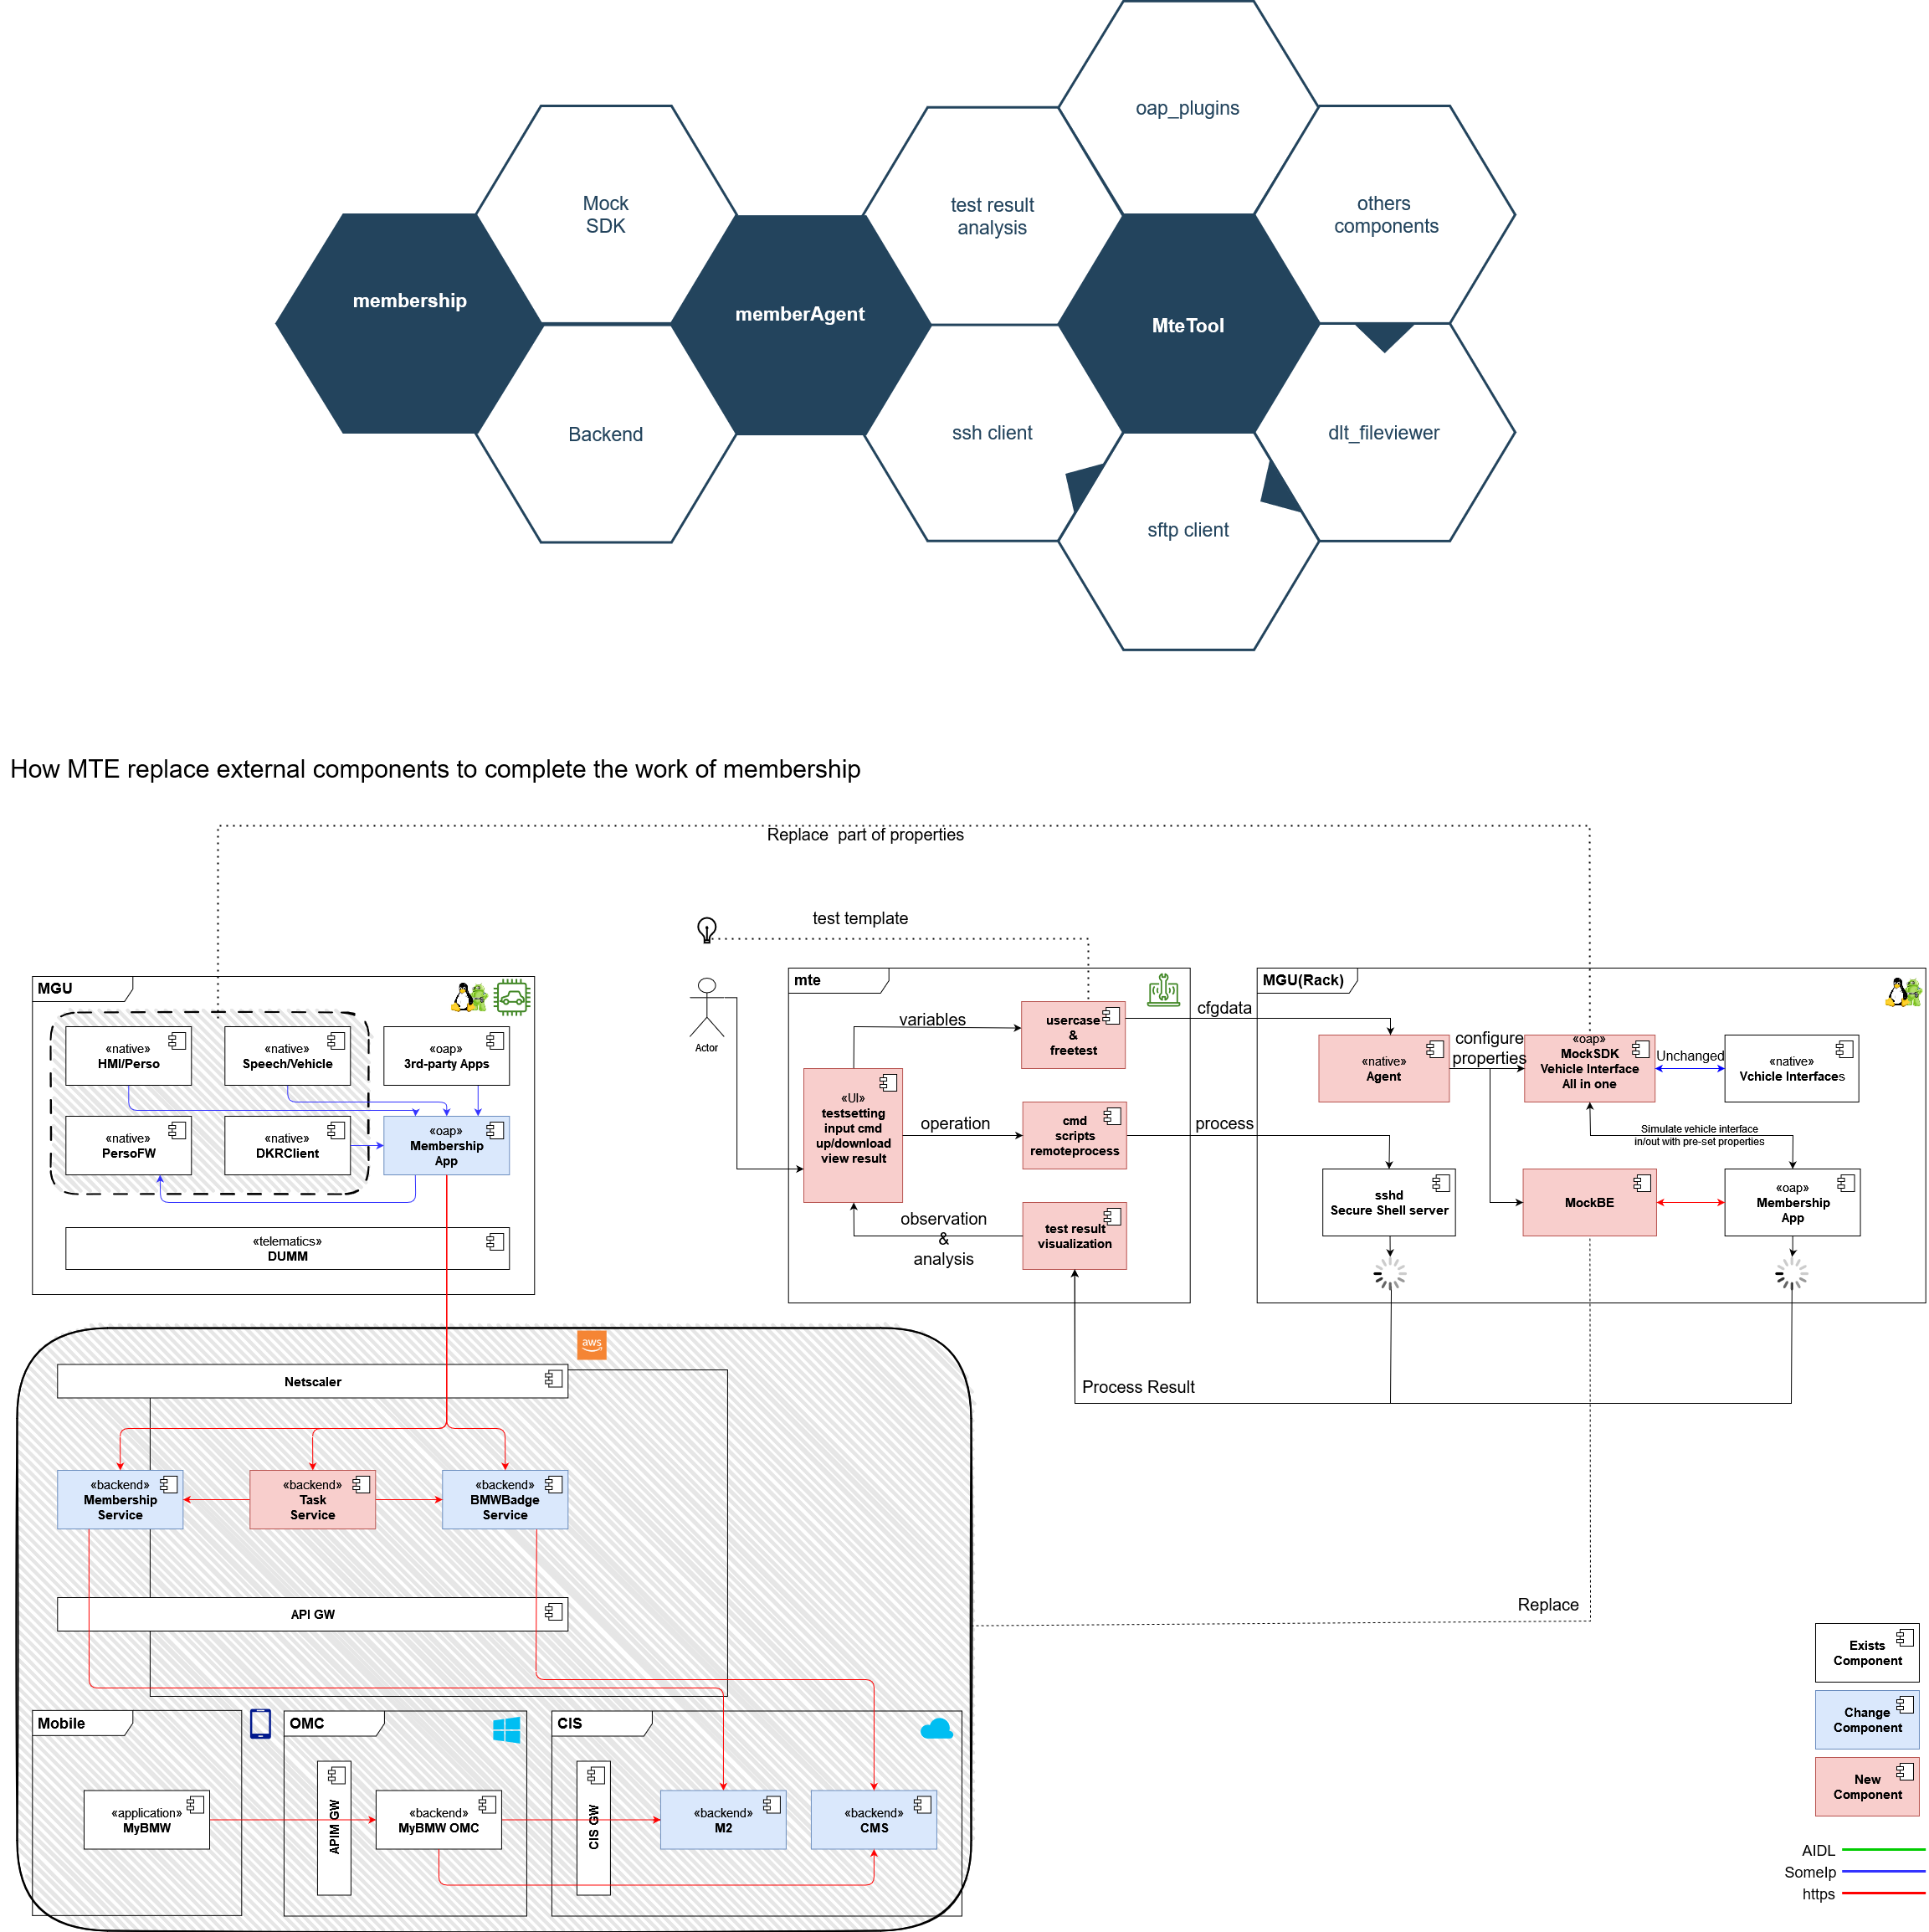 oap_plugins
Mock
SDK
test result
analysis
others
components
membership
memberAgent
MteTool
Backend
ssh client
dlt_fileviewer
sftp client
How MTE replace external components to complete the work of membership
Replace part of properties
test template
MGU
«native»
HMI/Perso
«native»
Speech/Vehicle
«oap»
3rd-party Apps
«native»
PersoFW
«native»
DKRClient
«oap»
Membership
App
«telematics»
DUMM
Actor
mte
variables
usercase
&
freetest
«UI»
testsetting
input cmd
up/download
view result
operation
cmd
scripts
remoteprocess
observation
&
analysis
test result
visualization
cfgdata
process
MGU(Rack)
«native»
Agent
configure
properties
«oap»
MockSDK
Vehicle Interface
All in one
Unchanged
«native»
Vchicle Interfaces
Simulate vehicle interface
in/out with pre-set properties
sshd
Secure Shell server
MockBE
«oap»
Membership
App
Process Result
aws
Netscaler
«backend»
Membership
Service
«backend»
Task
Service
«backend»
BMWBadge
Service
API GW
Replace
Mobile
«application»
MyBMW
OMC
APIM GW
«backend»
MyBMW OMC
CIS
CIS GW
«backend»
M2
«backend»
CMS
Exists
Component
Change
Component
New
Component
AIDL
SomeIp
https